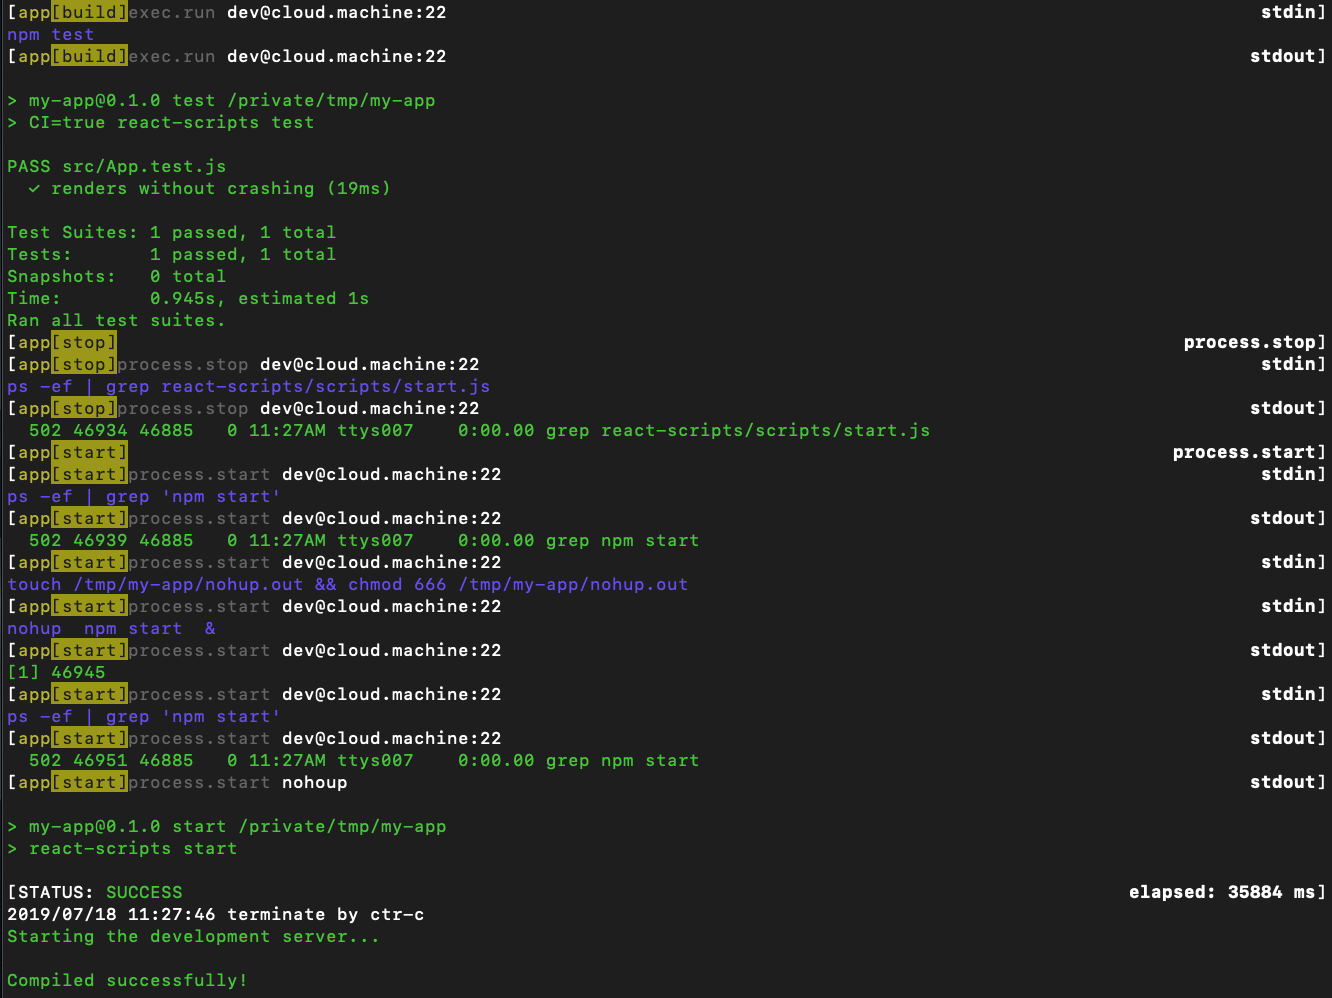 [app[build]exec.run dev@cloud.machine:22 stdin]
npm test
[app[build]exec.run dev@cloud.machine:22 stdout]
> my-app@0.1.0 test /private/tmp/my-app
> CI=true react-scripts test
PASS src/App.test.js
✓ renders without crashing (19ms)
Test Suites: 1 passed, 1 total
Tests: 1 passed, 1 total
Snapshots: 0 total
Time: 0.945s, estimated 1s
Ran all test suites.
[app[stop] process.stop]
[app[stop]process.stop dev@cloud.machine:22 stdin]
ps -ef | grep react-scripts/scripts/start.js
[app[stop]process.stop dev@cloud.machine:22 stdout]
502 46934 46885 0 11:27AM ttys007 0:00.00 grep react-scripts/scripts/start.js
[app[start] process.start]
[app[start]process.start dev@cloud.machine:22 stdin]
ps -ef | grep 'npm start'
[app[start]process.start dev@cloud.machine:22 stdout]
502 46939 46885 0 11:27AM ttys007 0:00.00 grep npm start
[app[start]process.start dev@cloud.machine:22 stdin]
touch /tmp/my-app/nohup.out && chmod 666 /tmp/my-app/nohup.out
[app[start]process.start dev@cloud.machine:22 stdin]
nohup  npm start  &
[app[start]process.start dev@cloud.machine:22 stdout]
[1] 46945
[app[start]process.start dev@cloud.machine:22 stdin]
ps -ef | grep 'npm start'
[app[start]process.start dev@cloud.machine:22 stdout]
502 46951 46885 0 11:27AM ttys007 0:00.00 grep npm start
[app[start]process.start nohoup stdout]
> my-app@0.1.0 start /private/tmp/my-app
> react-scripts start
[STATUS: SUCCESS elapsed: 35884 ms]
2019/07/18 11:27:46 terminate by ctr-c
Starting the development server...
Compiled successfully!